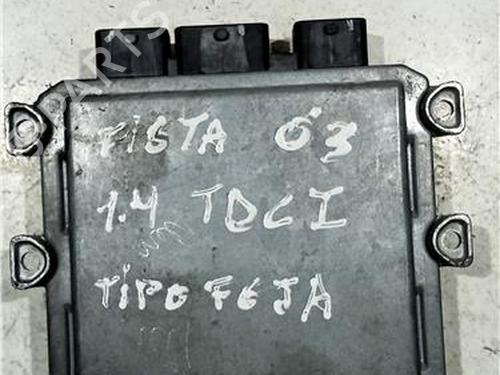 FISTA 03
1.4 TDCI
TIPO F6JA